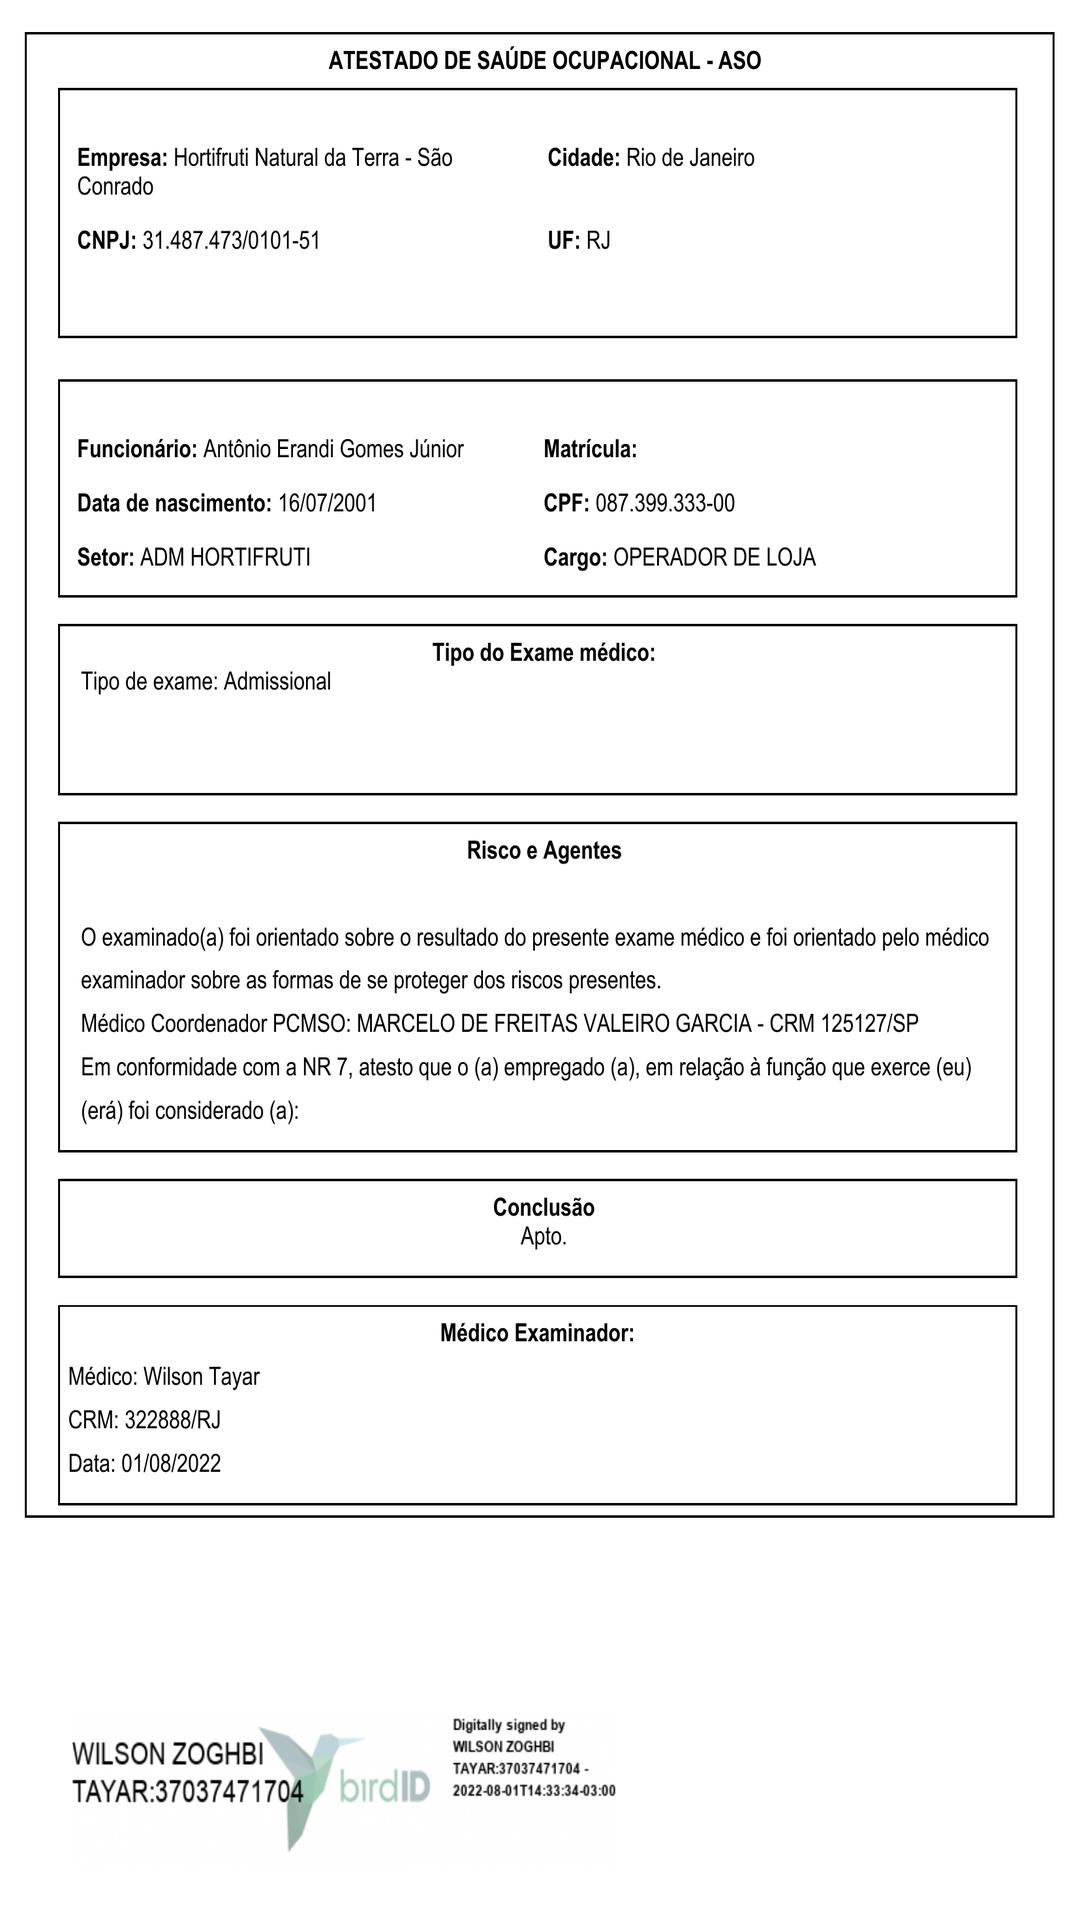 ATESTADO DE SAÚDE OCUPACIONAL - ASO
Empresa: Hortifruti Natural da Terra - São
Conrado
Cidade: Rio de Janeiro
CNPJ: 31.487.473/0101-51
UF: RJ
Funcionário: Antônio Erandi Gomes Júnior
Matrícula:
Data de nascimento: 16/07/2001
CPF: 087.399.333-00
Setor: ADM HORTIFRUTI
Cargo: OPERADOR DE LOJA
Tipo do Exame médico:
Tipo de exame: Admissional
Risco e Agentes
O examinado(a) foi orientado sobre o resultado do presente exame médico e foi orientado pelo médico
examinador sobre as formas de se proteger dos riscos presentes.
Médico Coordenador PCMSO: MARCELO DE FREITAS VALEIRO GARCIA - CRM 125127/SP
Em conformidade com a NR 7, atesto que o (a) empregado (a), em relação à função que exerce (eu)
(erá) foi considerado (a):
Conclusão
Apto.
Médico Examinador:
Médico: Wilson Tayar
CRM: 322888/RJ
Data: 01/08/2022
WILSON ZOGHBI
TAYAR:37037471704
birdID
Digitally signed by
WILSON ZOGHBI
TAYAR:37037471704 -
2022-08-01T14:33:34-03:00